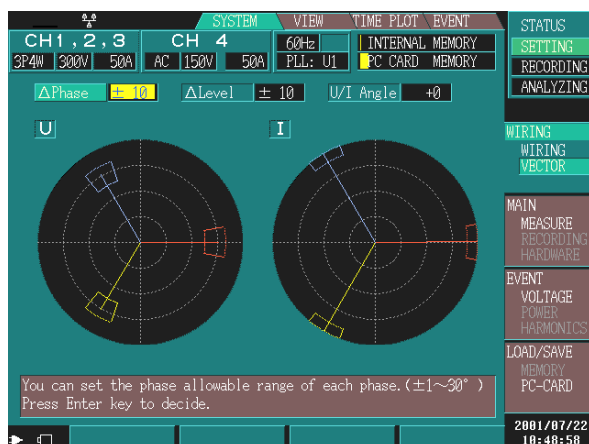 SYSTEM VIEW TIME PLOT EVENT
CH1,2,3
3P4W 300V 50A
CH 4
AC 150V 50A
60Hz
PLL: U1
INTERNAL MEMORY
PC CARD MEMORY
ΔPhase ± 10 ΔLevel ± 10 U/I Angle +0
U
I
You can set the phase allowable range of each phase.(±1~30° )
Press Enter key to decide.
STATUS
SETTING
RECORDING
ANALYZING
WIRING
WIRING
VECTOR
MAIN
MEASURE
RECORDING
HARDWARE
EVENT
VOLTAGE
POWER
HARMONICS
LOAD/SAVE
MEMORY
PC-CARD
2001/07/22
10:48:58